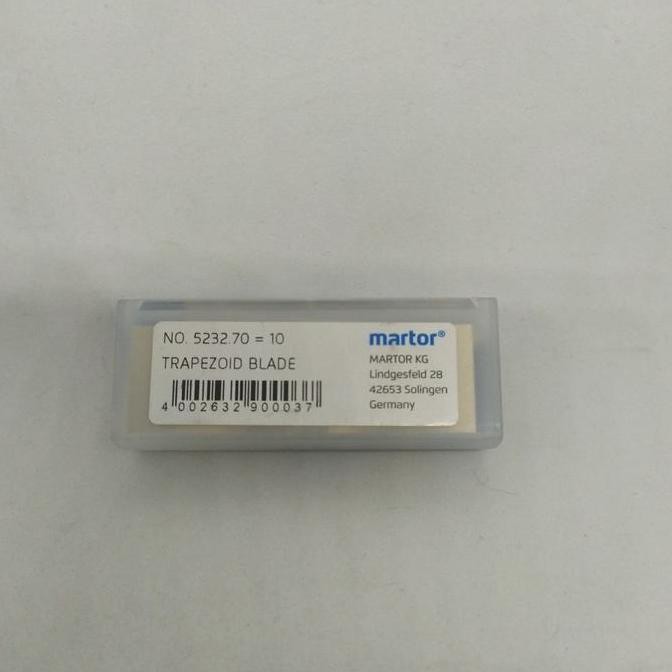 NO. 5232.70 = 10
TRAPEZOID BLADE
4 002632 900037
martor®
MARTOR KG
Lindgesfeld 28
42653 Solingen
Germany